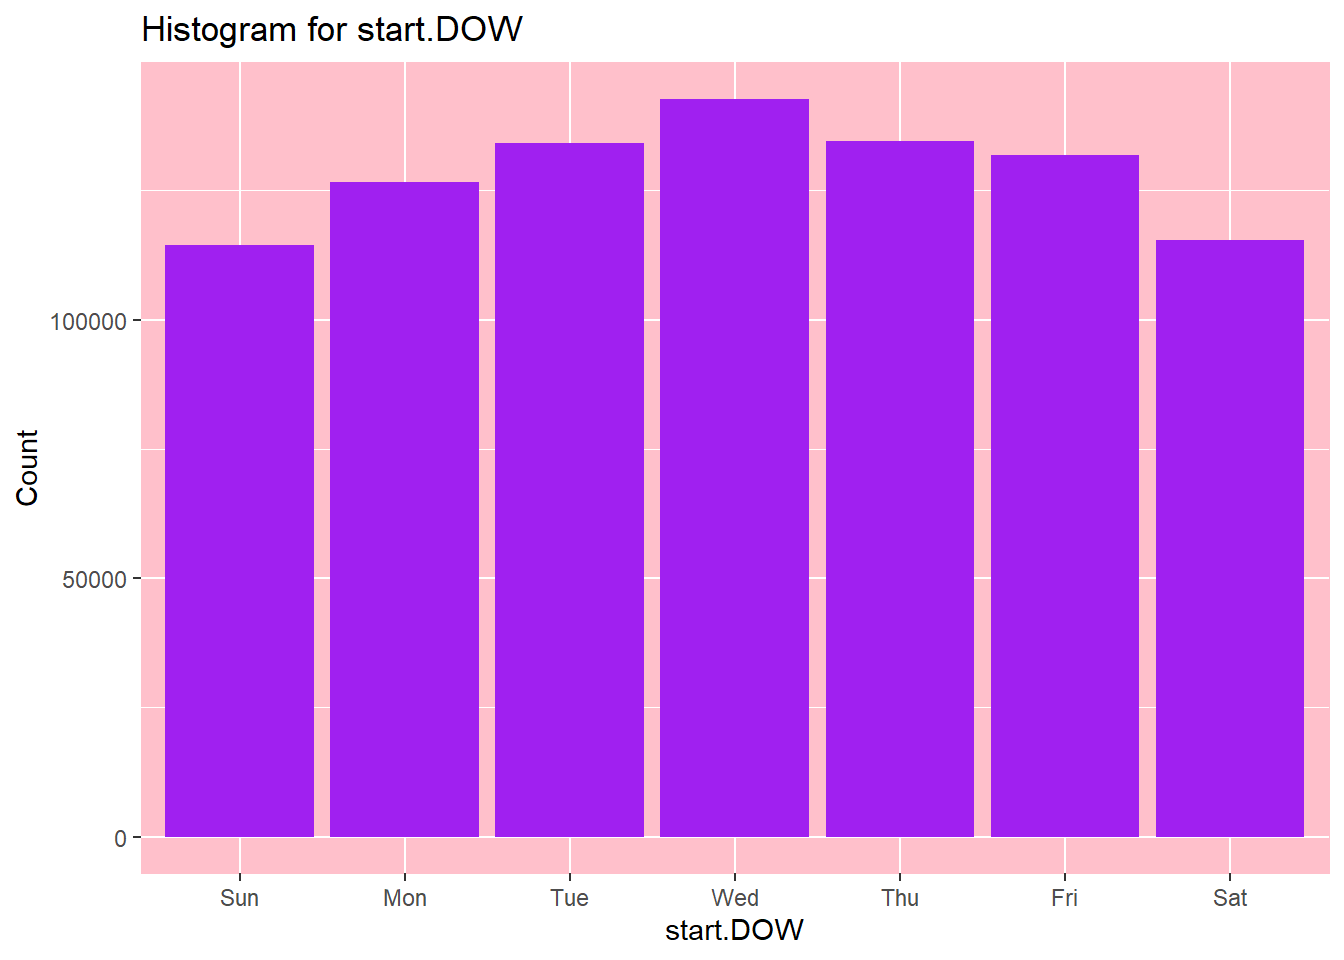 Histogram for start.DOW
Count
100000
50000
0
Sun Mon Tue Wed Thu Fri Sat
start.DOW